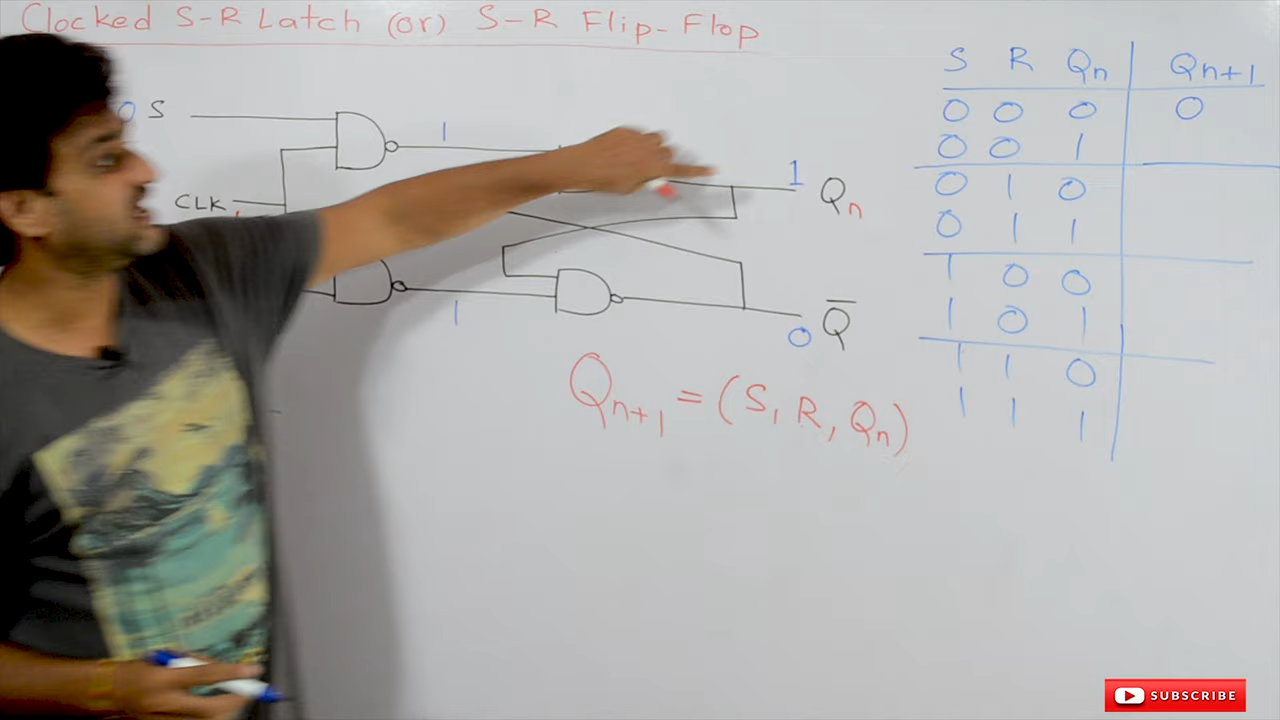 Clocked S-R Latch (or) S-R Flip-Flop
0 S
1
CLK
1 Qn
1
0 Q̅
Qn+1 = (S, R, Qn)
S R Qn Qn+1
0 0 0 0
0 0 1
0 1 0
0 1 1
1 0 0
1 0 1
1 1 0
1 1 1
SUBSCRIBE